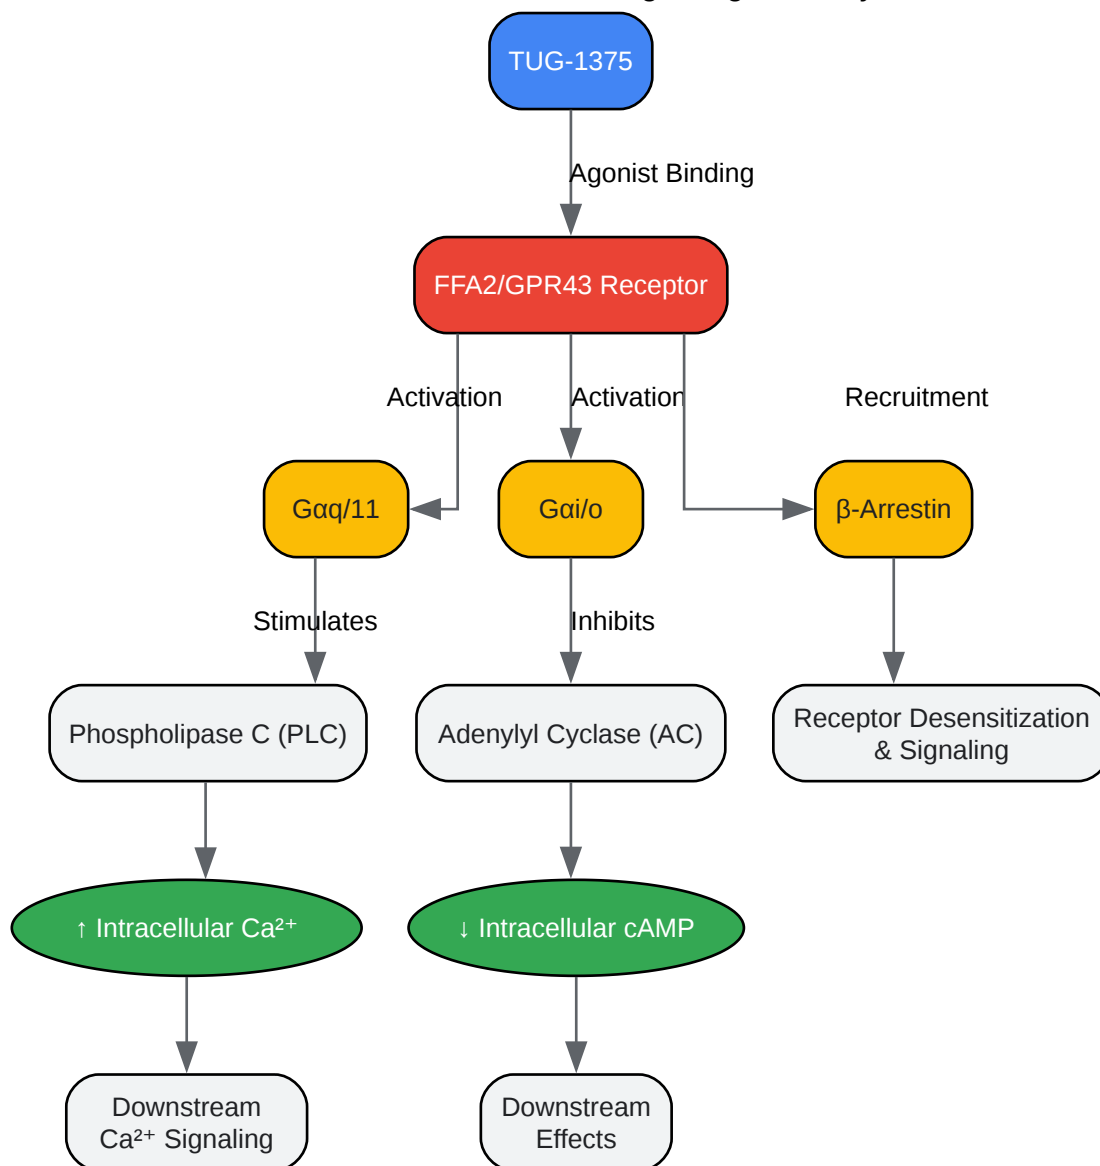 TUG-1375
Agonist Binding
FFA2/GPR43 Receptor
Activation
Activation
Recruitment
Gαq/11
Gαi/o
β-Arrestin
Stimulates
Inhibits
Phospholipase C (PLC)
Adenylyl Cyclase (AC)
Receptor Desensitization
& Signaling
↑ Intracellular Ca²⁺
↓ Intracellular cAMP
Downstream
Ca²⁺ Signaling
Downstream
Effects